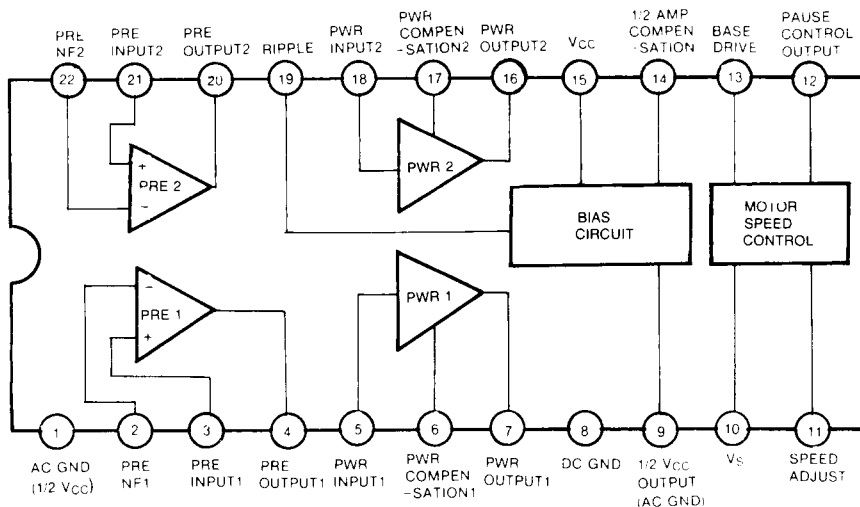 PRE NF2
PRE INPUT2
PRE OUTPUT2
RIPPLE
PWR INPUT2
PWR COMPEN -SATION2
PWR OUTPUT2
VCC
1/2 AMP COMPEN -SATION
BASE DRIVE
PAUSE CONTROL OUTPUT
22
21
20
19
18
17
16
15
14
13
12
+
PRE 2
−
PWR 2
BIAS
CIRCUIT
MOTOR
SPEED
CONTROL
−
PRE 1
+
PWR 1
1
2
3
4
5
6
7
8
9
10
11
AC GND (1/2 VCC)
PRE NF1
PRE INPUT1
PRE OUTPUT1
PWR INPUT1
PWR COMPEN -SATION1
PWR OUTPUT1
DC GND
1/2 VCC OUTPUT (AC GND)
VS
SPEED ADJUST